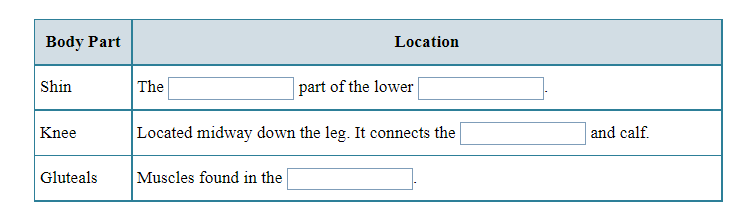 Body Part Location
Shin The part of the lower .
Knee Located midway down the leg. It connects the and calf.
Gluteals Muscles found in the .